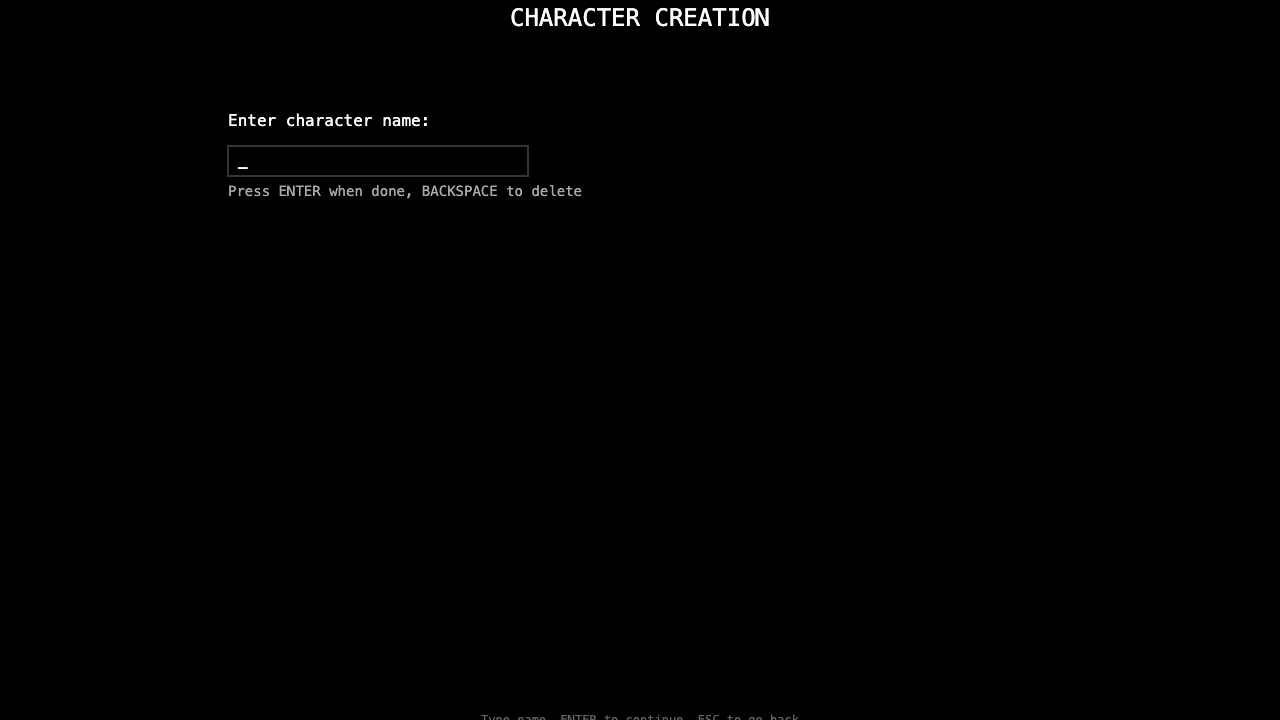 CHARACTER CREATION
Enter character name:
_
Press ENTER when done, BACKSPACE to delete
Type name, ENTER to continue, ESC to go back